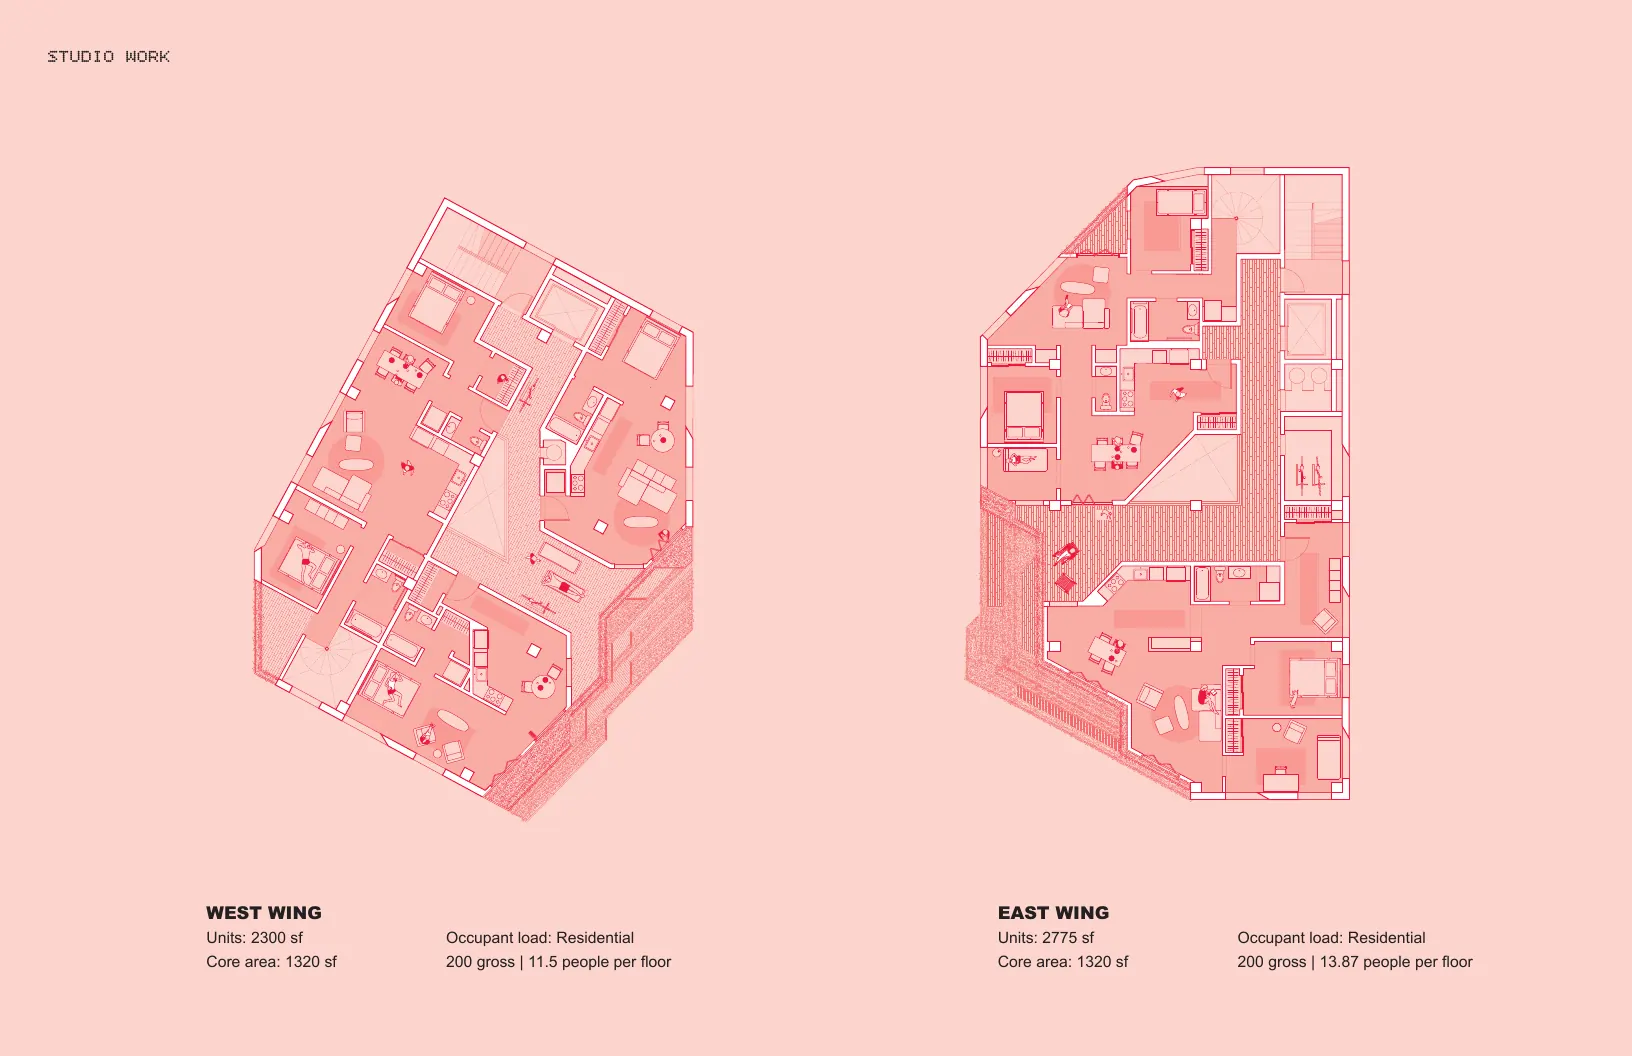 STUDIO WORK
WEST WING
Units: 2300 sf
Core area: 1320 sf
Occupant load: Residential
200 gross | 11.5 people per floor
EAST WING
Units: 2775 sf
Core area: 1320 sf
Occupant load: Residential
200 gross | 13.87 people per floor